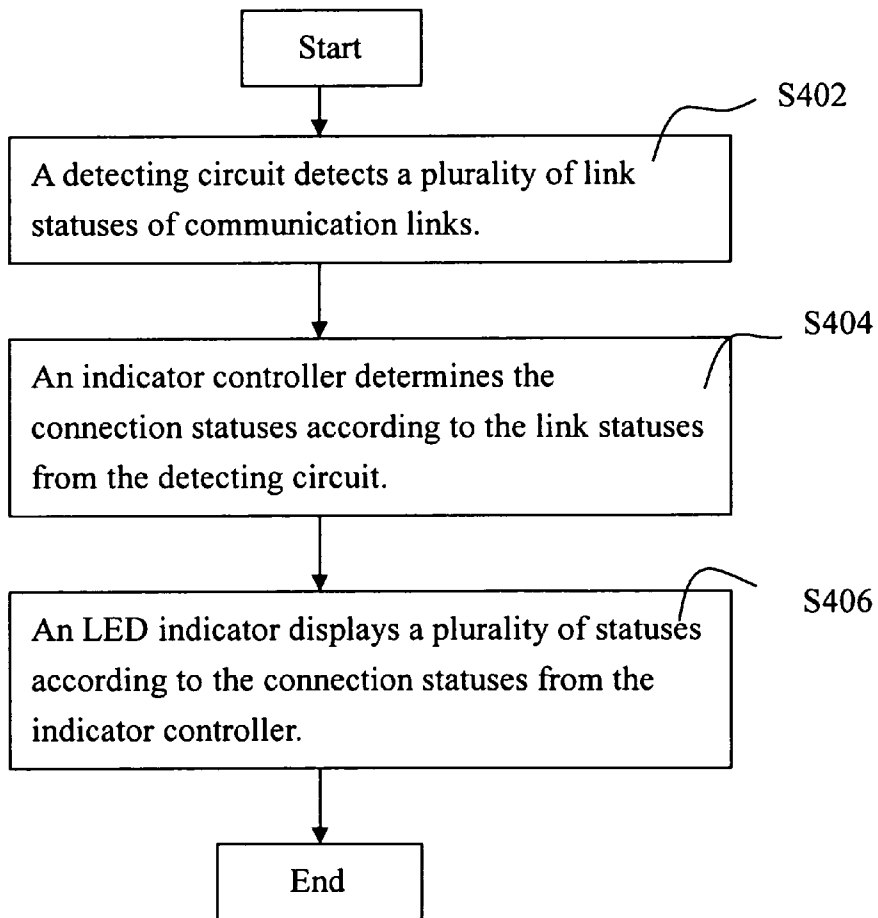 Start
S402
A detecting circuit detects a plurality of link
statuses of communication links.
S404
An indicator controller determines the
connection statuses according to the link statuses
from the detecting circuit.
S406
An LED indicator displays a plurality of statuses
according to the connection statuses from the
indicator controller.
End